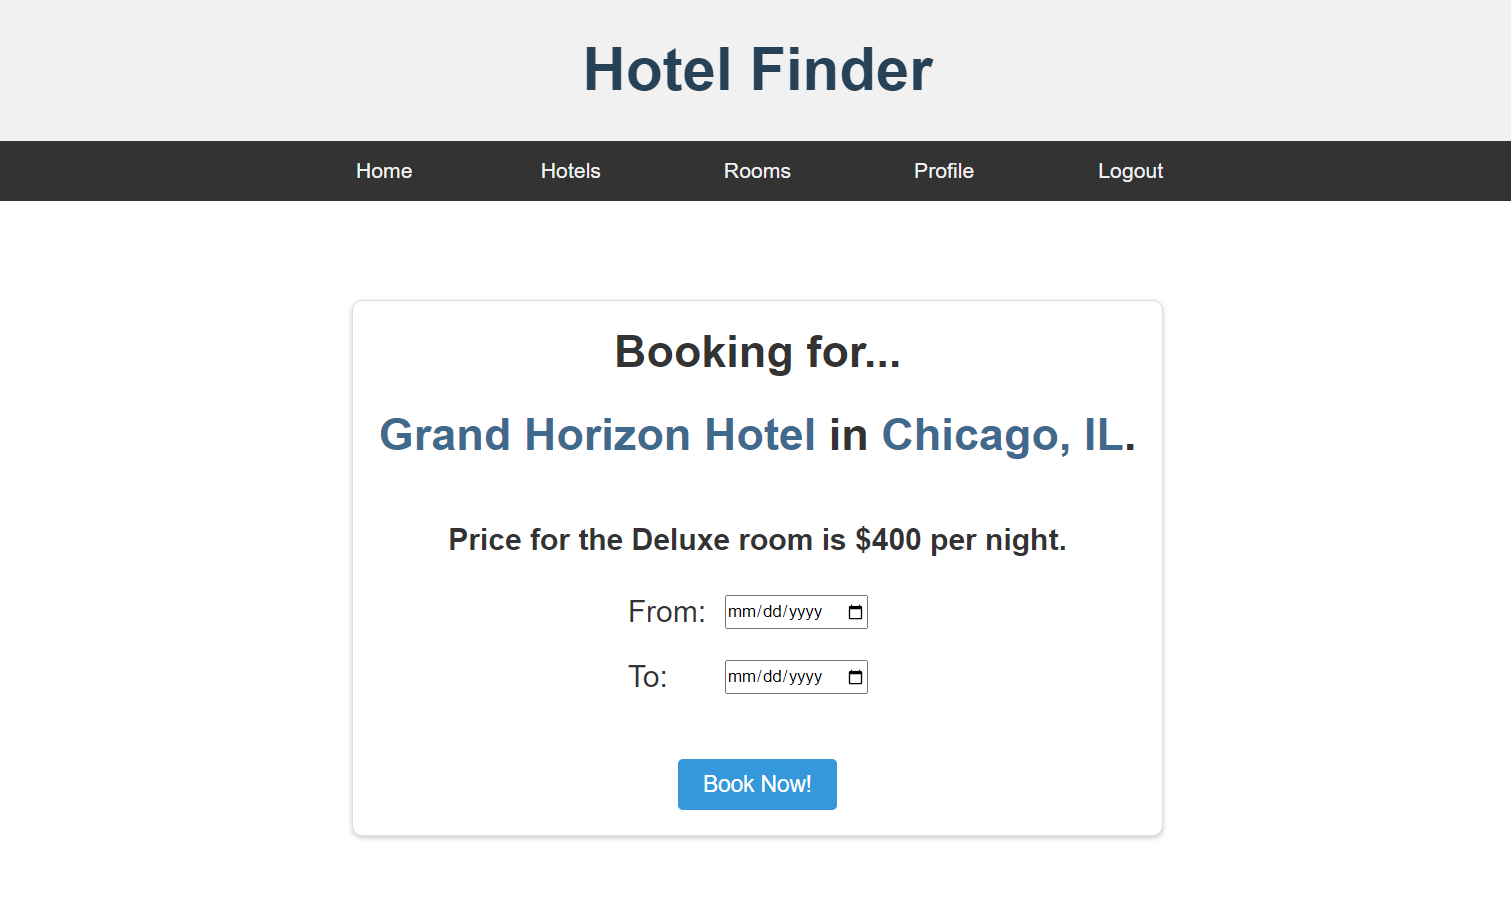 Hotel Finder
Home Hotels Rooms Profile Logout
Booking for...
Grand Horizon Hotel in Chicago, IL.
Price for the Deluxe room is $400 per night.
From: mm/dd/yyyy
To: mm/dd/yyyy
Book Now!